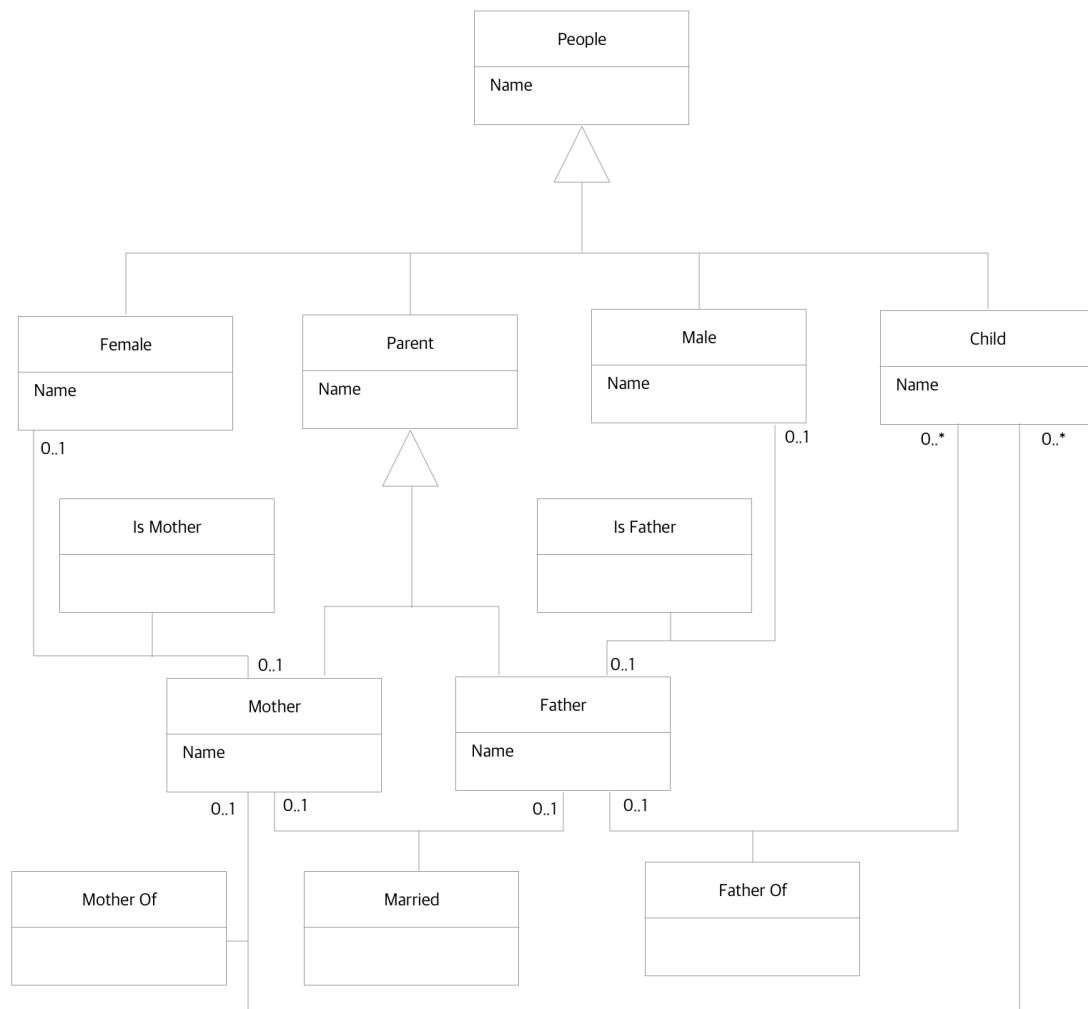 People
Name
Female
Parent
Male
Child
Name
Name
Name
Name
0..1
0..1
0..*
0..*
Is Mother
Is Father
0..1
0..1
Mother
Father
Name
Name
0..1
0..1
0..1
0..1
Mother Of
Married
Father Of